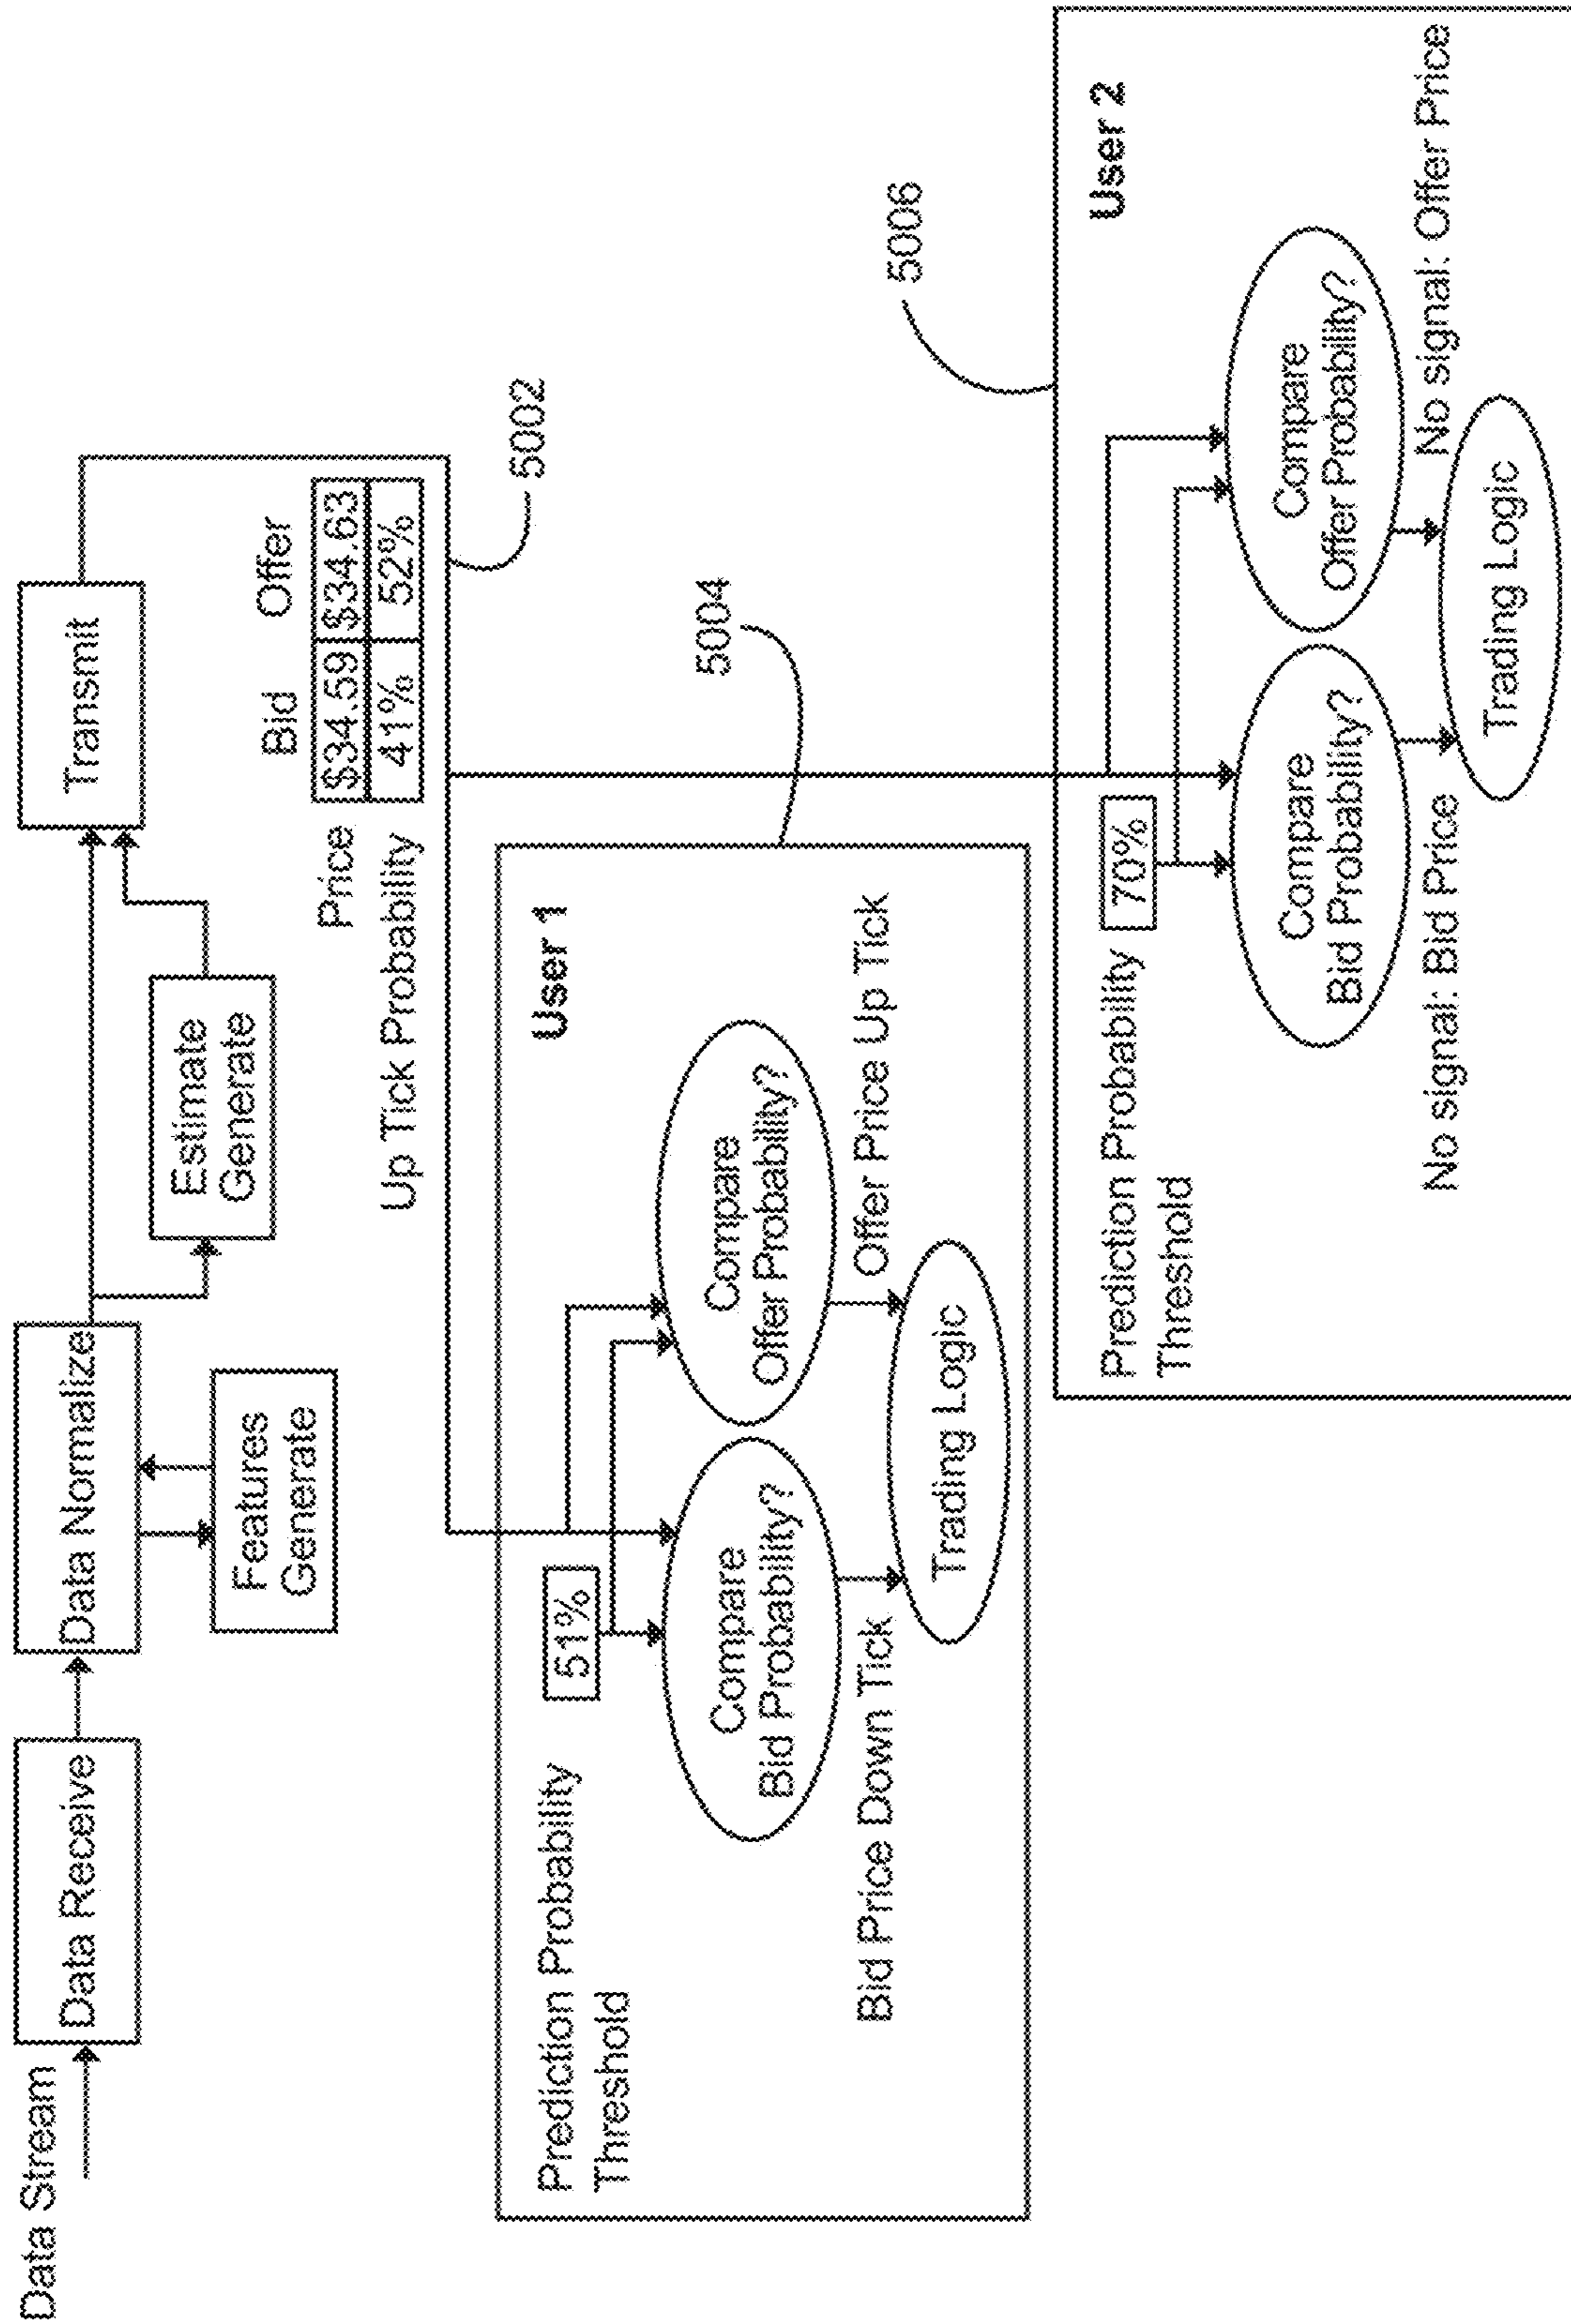 Data Stream
Data Receive
Data Normalize
Features
Generate
Estimate
Generate
Transmit
Bid Offer
Price $34.59 $34.63
Up Tick Probability 41% 52%
5002
5004
User 1
Prediction Probability
Threshold
51%
Compare
Bid Probability?
Compare
Offer Probability?
Bid Price Down Tick
Offer Price Up Tick
Trading Logic
5006
User 2
Prediction Probability
Threshold
70%
Compare
Bid Probability?
Compare
Offer Probability?
No signal: Bid Price
No signal: Offer Price
Trading Logic